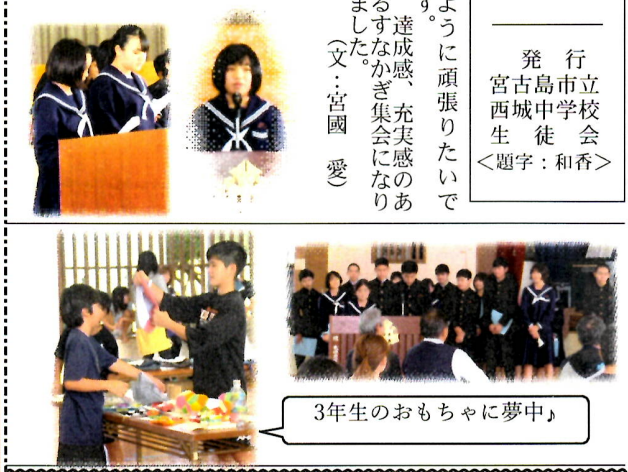 発　行
宮古島市立
西城中学校
生　徒　会
＜題字：和香＞
ように頑張りたいで
す。
達成感、充実感のあ
るすなかぎ集会になり
ました。
（文：宮國　愛）
3年生のおもちゃに夢中♪